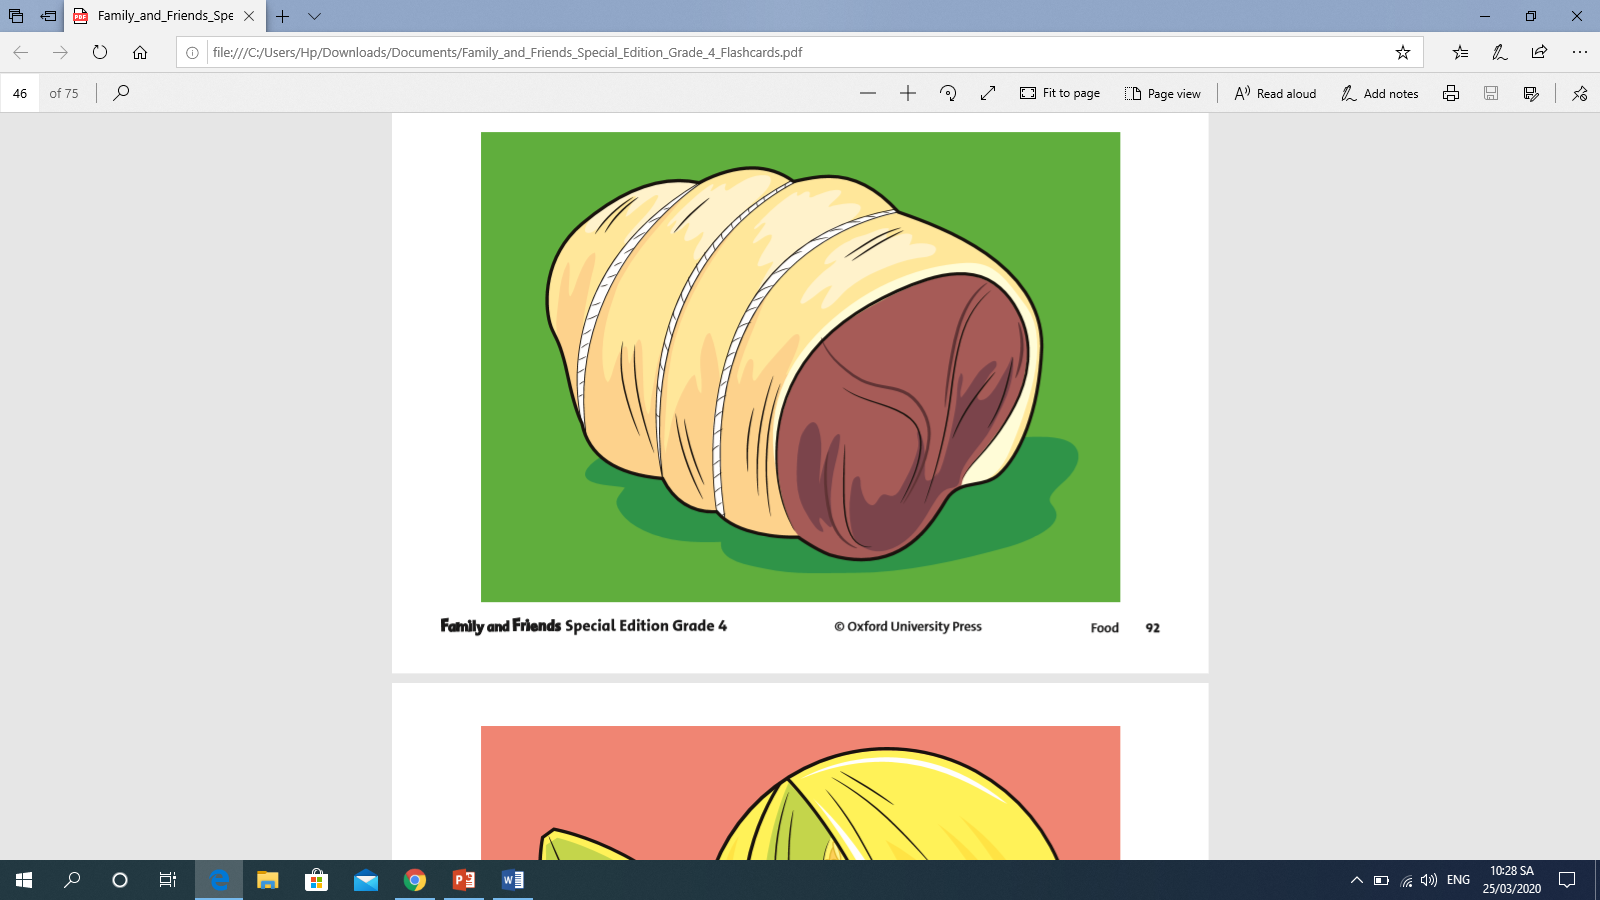 Family_and_Friends_Spe
file:///C:/Users/Hp/Downloads/Documents/Family_and_Friends_Special_Edition_Grade_4_Flashcards.pdf
46 of 75 Fit to page Page view Read aloud Add notes
Family and Friends Special Edition Grade 4 © Oxford University Press Food 92
ENG
10:28 SA
25/03/2020